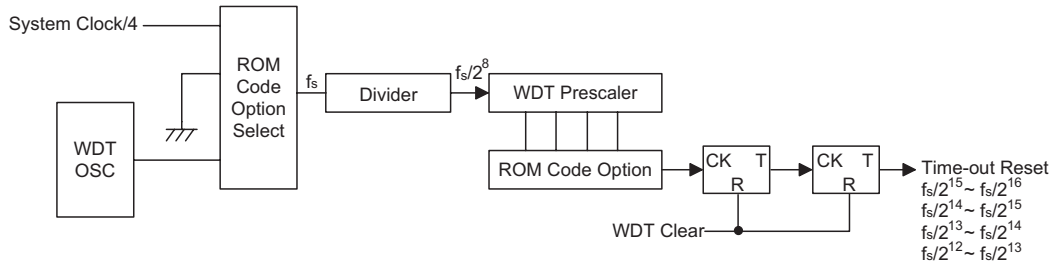 System Clock/4
ROM
Code
Option
Select
WDT
OSC
fs
Divider
fs/2^8
WDT Prescaler
ROM Code Option
CK T
R
CK T
R
WDT Clear
Time-out Reset
fs/2^15 ~ fs/2^16
fs/2^14 ~ fs/2^15
fs/2^13 ~ fs/2^14
fs/2^12 ~ fs/2^13